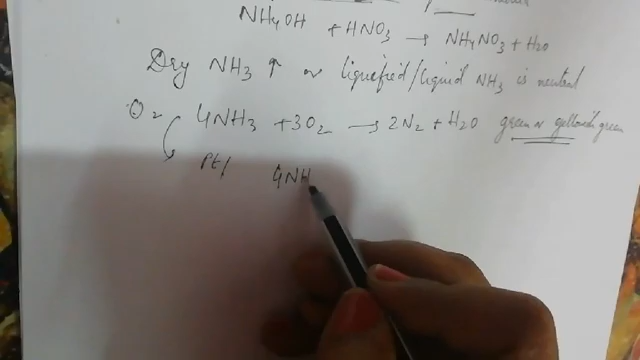 NH4OH + HNO3 → NH4NO3 + H2O
Dry NH3 ↑ or liquefied/liquid NH3 is neutral
O2 4NH3 + 3O2 → 2N2 + H2O green or yellowish green
Pt/ 4NH